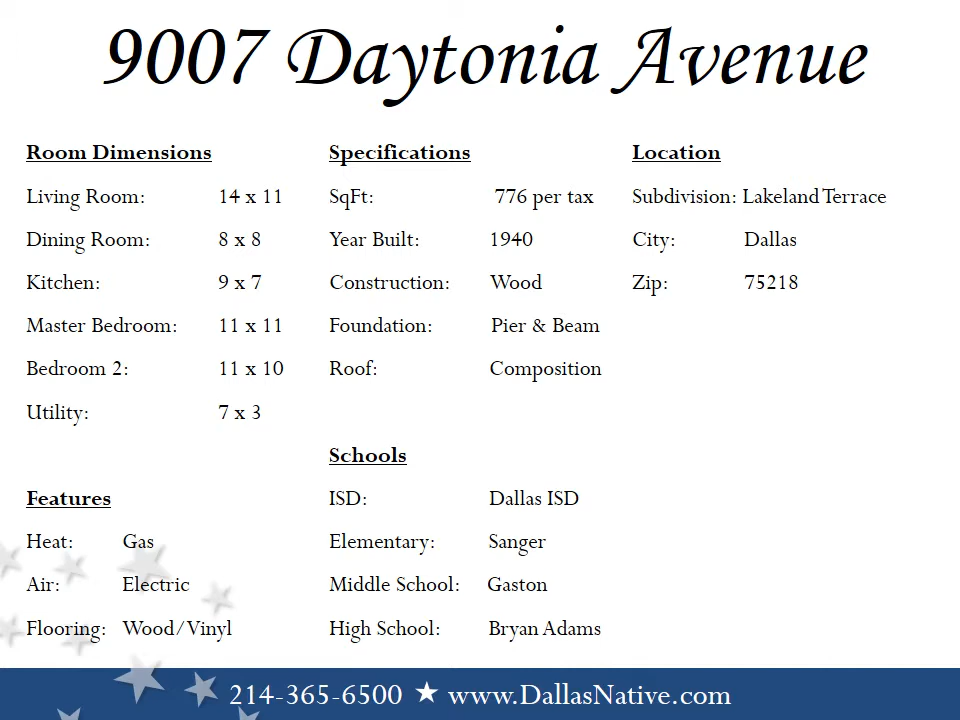 9007 Daytonia Avenue
Room Dimensions
Living Room: 14 x 11
Dining Room: 8 x 8
Kitchen: 9 x 7
Master Bedroom: 11 x 11
Bedroom 2: 11 x 10
Utility: 7 x 3
Features
Heat: Gas
Air: Electric
Flooring: Wood/Vinyl
Specifications
SqFt: 776 per tax
Year Built: 1940
Construction: Wood
Foundation: Pier & Beam
Roof: Composition
Schools
ISD: Dallas ISD
Elementary: Sanger
Middle School: Gaston
High School: Bryan Adams
Location
Subdivision: Lakeland Terrace
City: Dallas
Zip: 75218
214-365-6500 ★ www.DallasNative.com